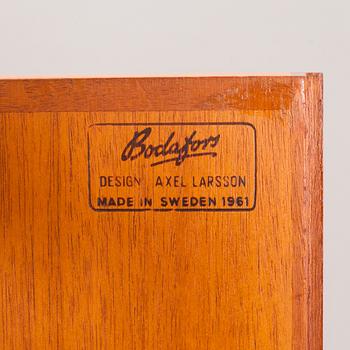 Bodafors
DESIGN AXEL LARSSON
MADE IN SWEDEN 1961